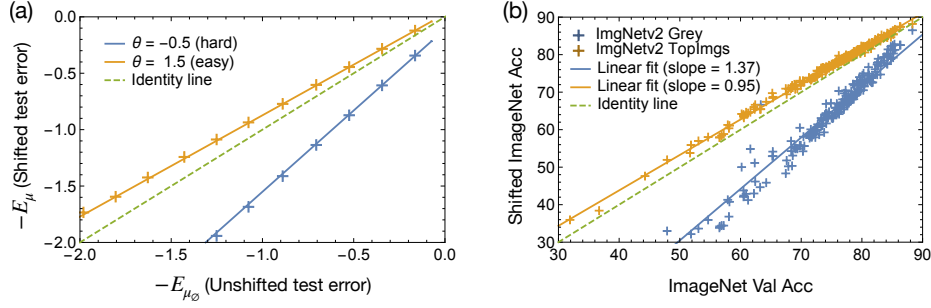 (a)
θ = −0.5 (hard)
θ = 1.5 (easy)
Identity line
−E_μ (Shifted test error)
0.0
−0.5
−1.0
−1.5
−2.0
−2.0
−1.5
−1.0
−0.5
0.0
−E_μ∅ (Unshifted test error)
(b)
ImgNetv2 Grey
ImgNetv2 TopImgs
Linear fit (slope = 1.37)
Linear fit (slope = 0.95)
Identity line
Shifted ImageNet Acc
90
80
70
60
50
40
30
30
40
50
60
70
80
90
ImageNet Val Acc